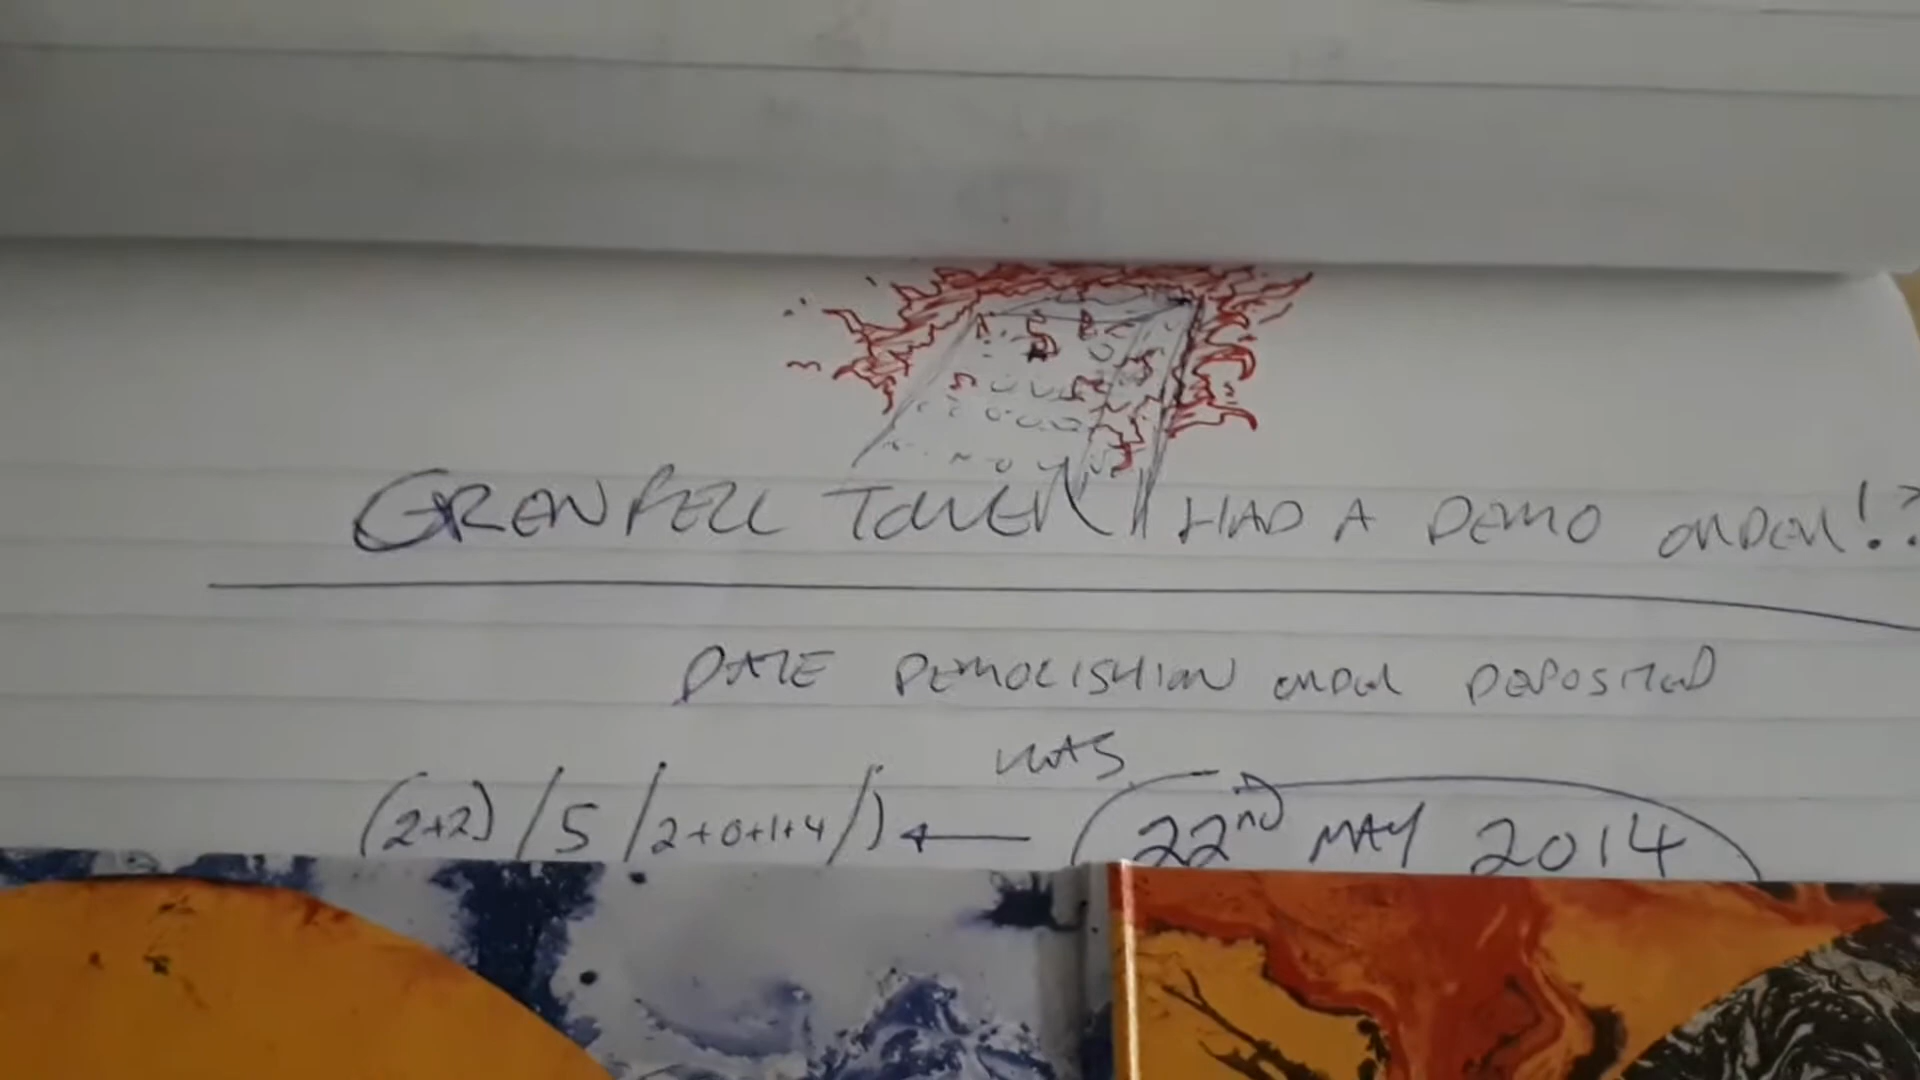 GRENFELL TOWER HAD A DEMO ORDER!?
DATE DEMOLISHION ORDER DEPOSITED
WAS
(2+2) / 5 / 2+0+1+4 /) ← 22nd MAY 2014